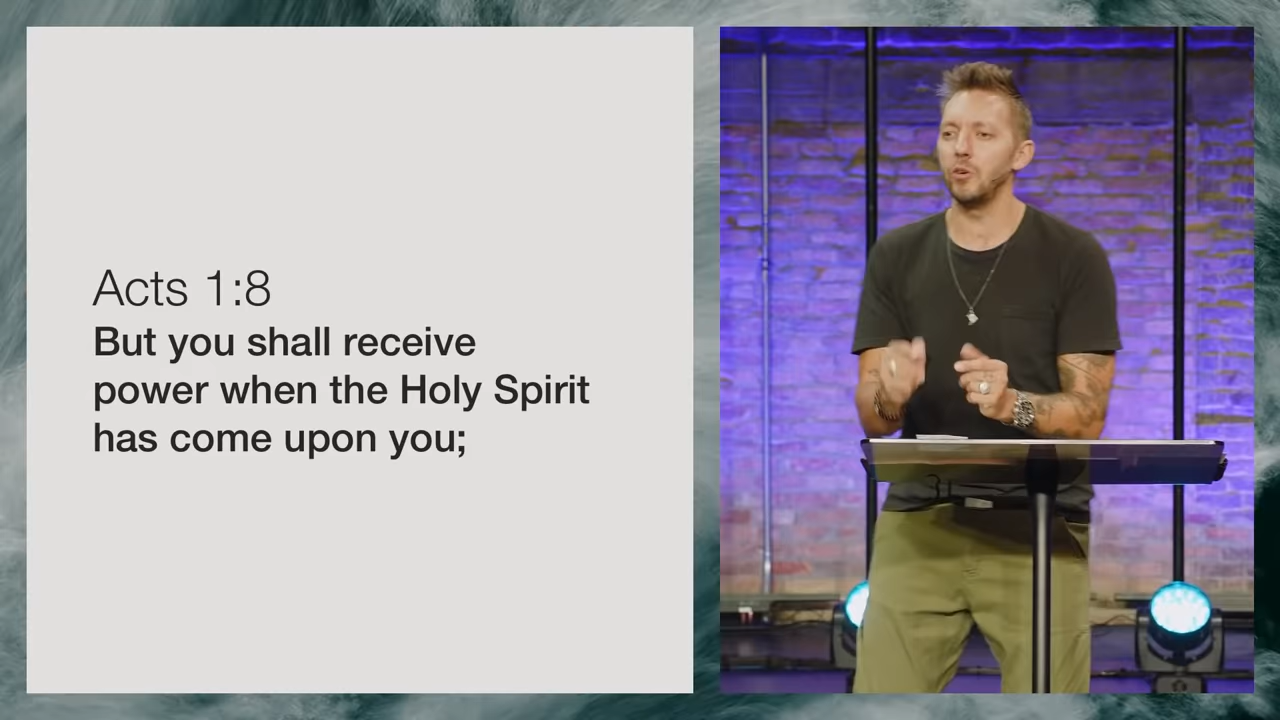 Acts 1:8
But you shall receive
power when the Holy Spirit
has come upon you;